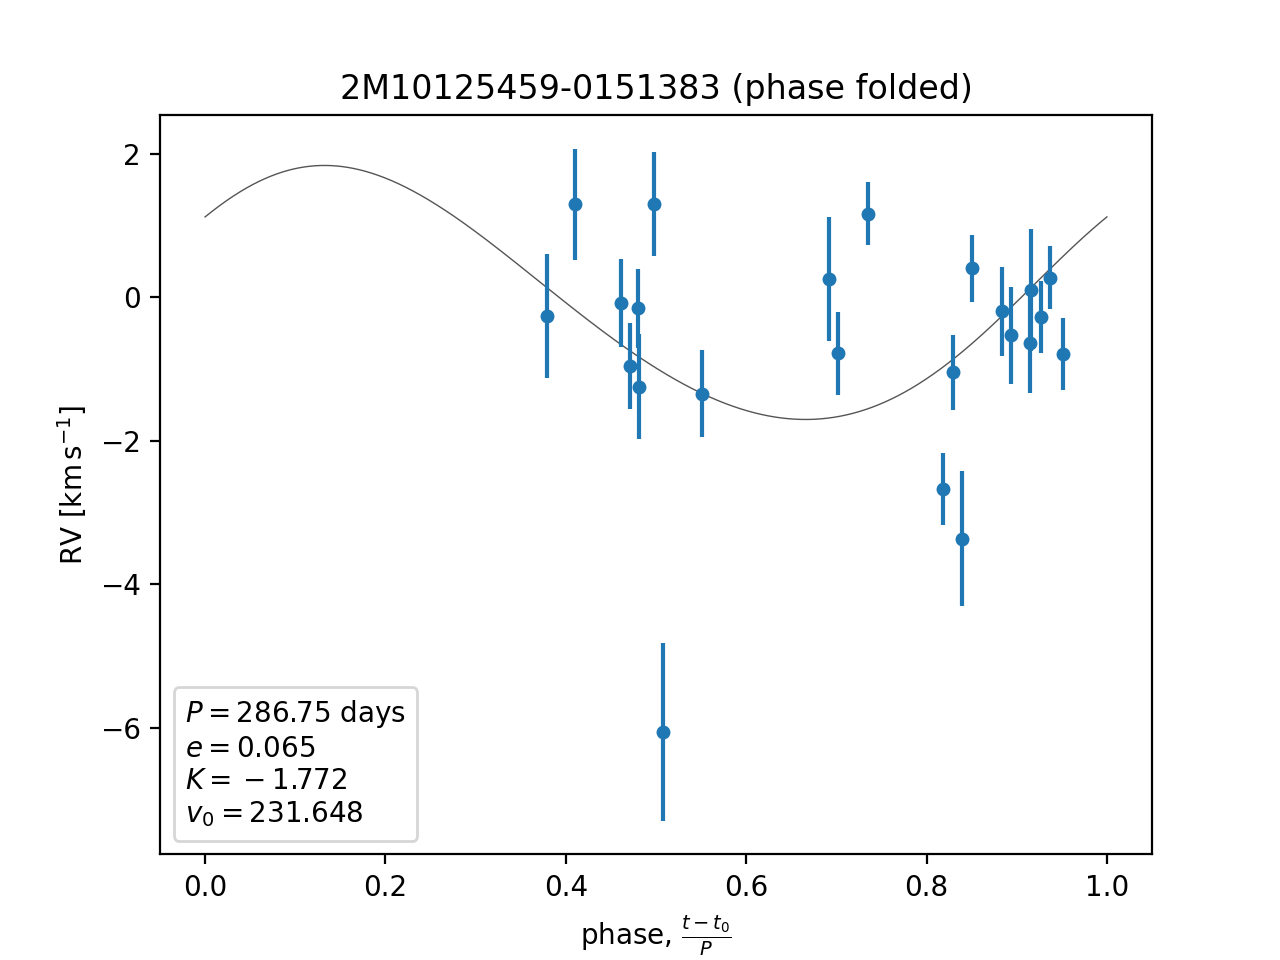 2M10125459-0151383 (phase folded)
2
0
−2
−4
−6
RV [km s⁻¹]
P = 286.75 days
e = 0.065
K = −1.772
v₀ = 231.648
0.0 0.2 0.4 0.6 0.8 1.0
phase, (t − t₀)/P